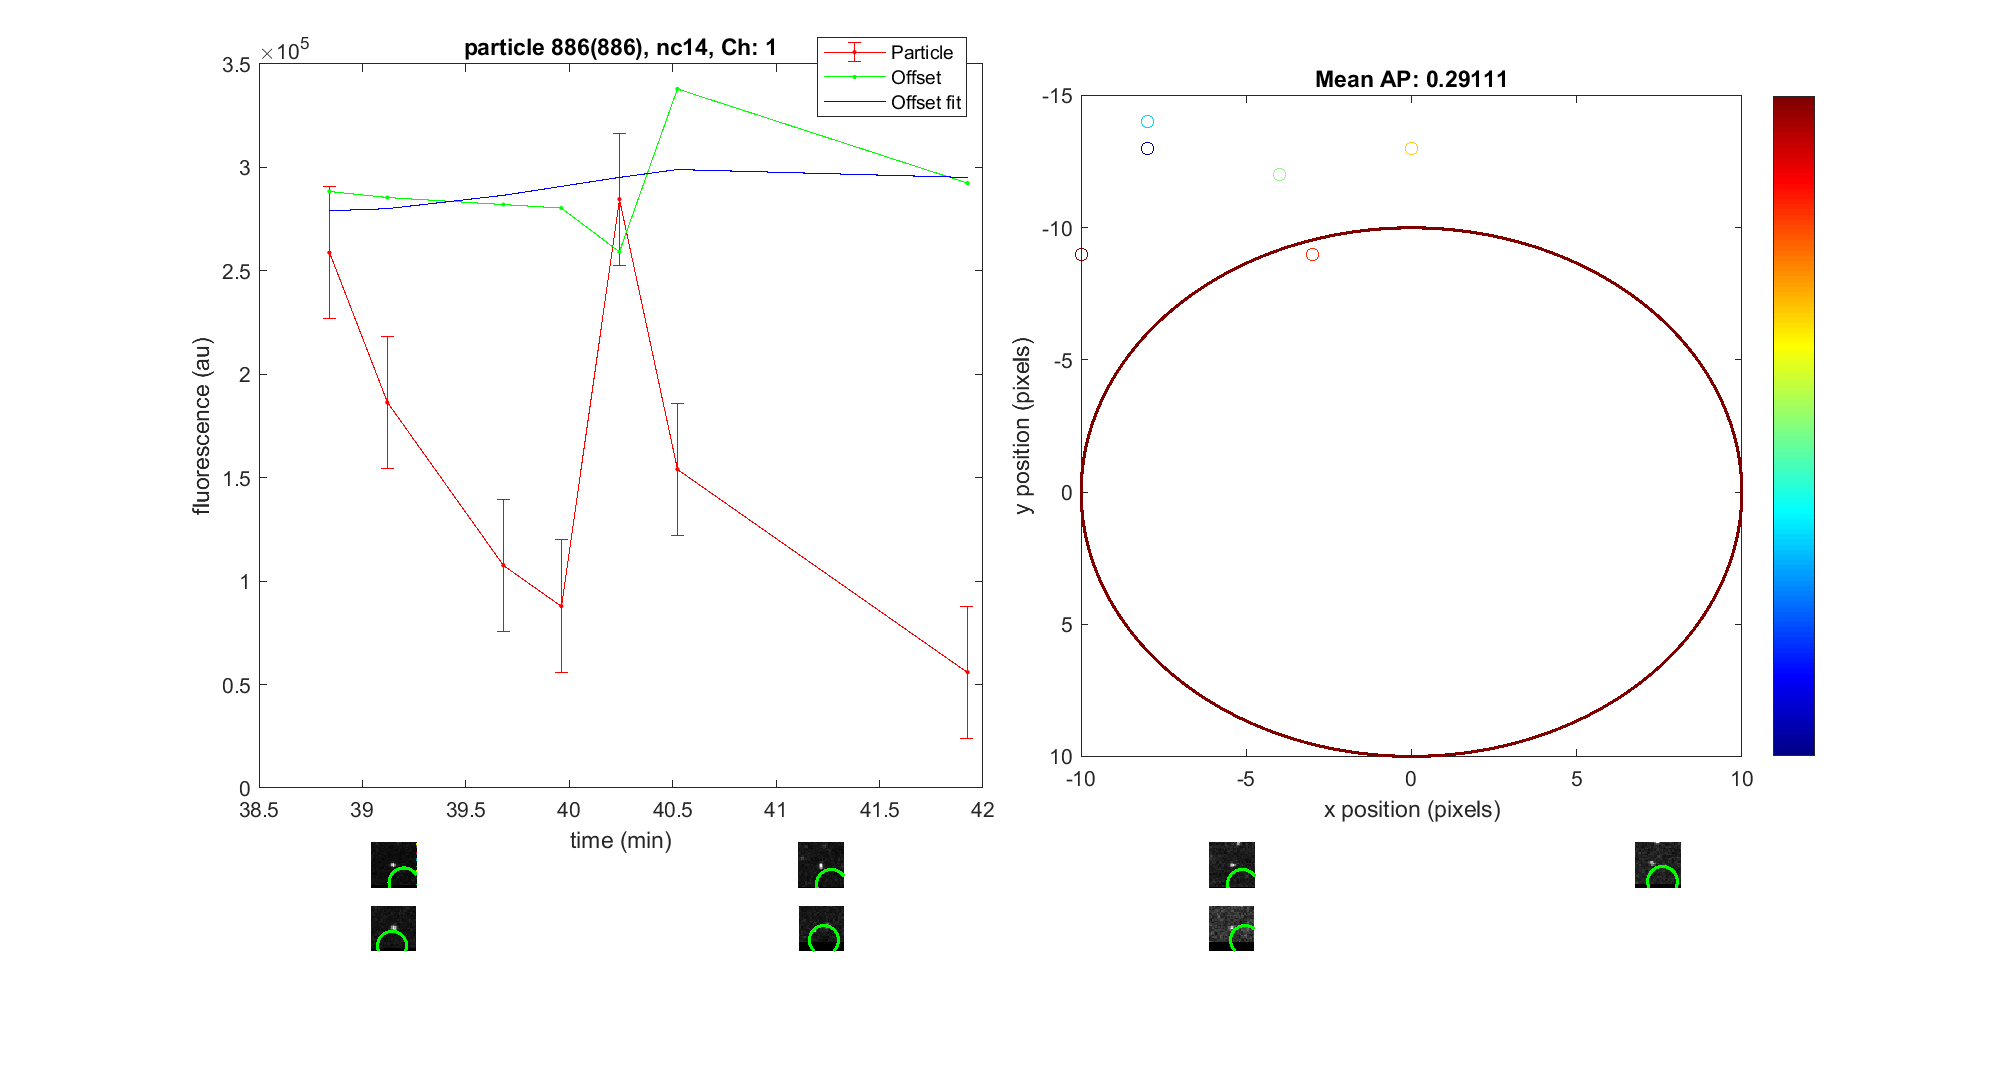 particle 886(886), nc14, Ch: 1
×10^5
Particle
Offset
Offset fit
3.5
3
2.5
2
1.5
1
0.5
0
fluorescence (au)
38.5 39 39.5 40 40.5 41 41.5 42
time (min)
Mean AP: 0.29111
-15
-10
-5
0
5
10
y position (pixels)
-10 -5 0 5 10
x position (pixels)